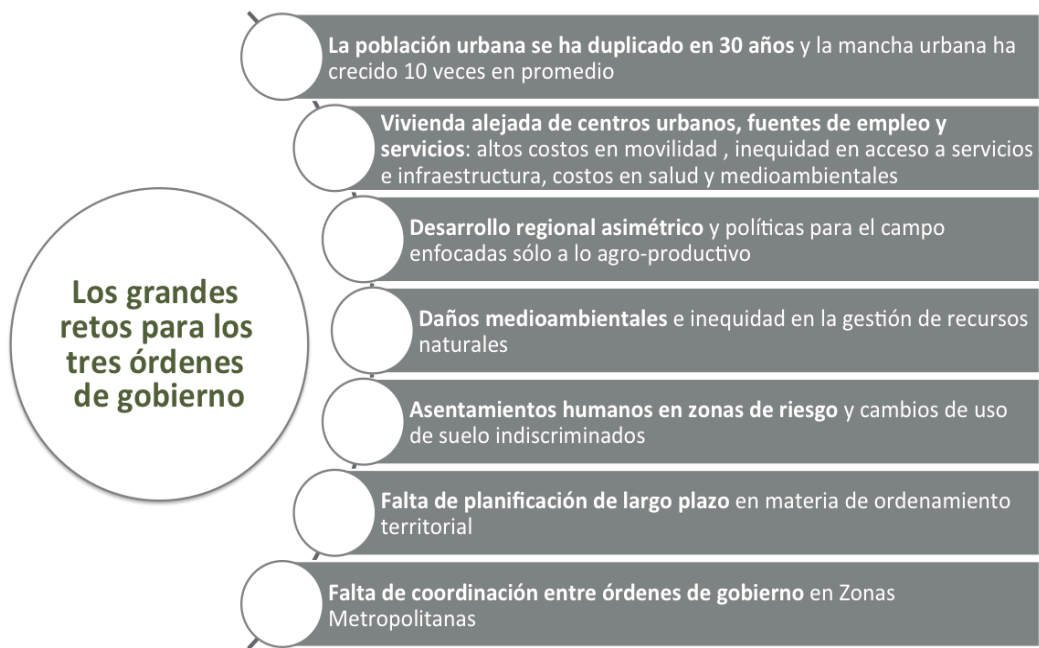 Los grandes
retos para los
tres órdenes
de gobierno
La población urbana se ha duplicado en 30 años y la mancha urbana ha
crecido 10 veces en promedio
Vivienda alejada de centros urbanos, fuentes de empleo y
servicios: altos costos en movilidad , inequidad en acceso a servicios
e infraestructura, costos en salud y medioambientales
Desarrollo regional asimétrico y políticas para el campo
enfocadas sólo a lo agro-productivo
Daños medioambientales e inequidad en la gestión de recursos
naturales
Asentamientos humanos en zonas de riesgo y cambios de uso
de suelo indiscriminados
Falta de planificación de largo plazo en materia de ordenamiento
territorial
Falta de coordinación entre órdenes de gobierno en Zonas
Metropolitanas